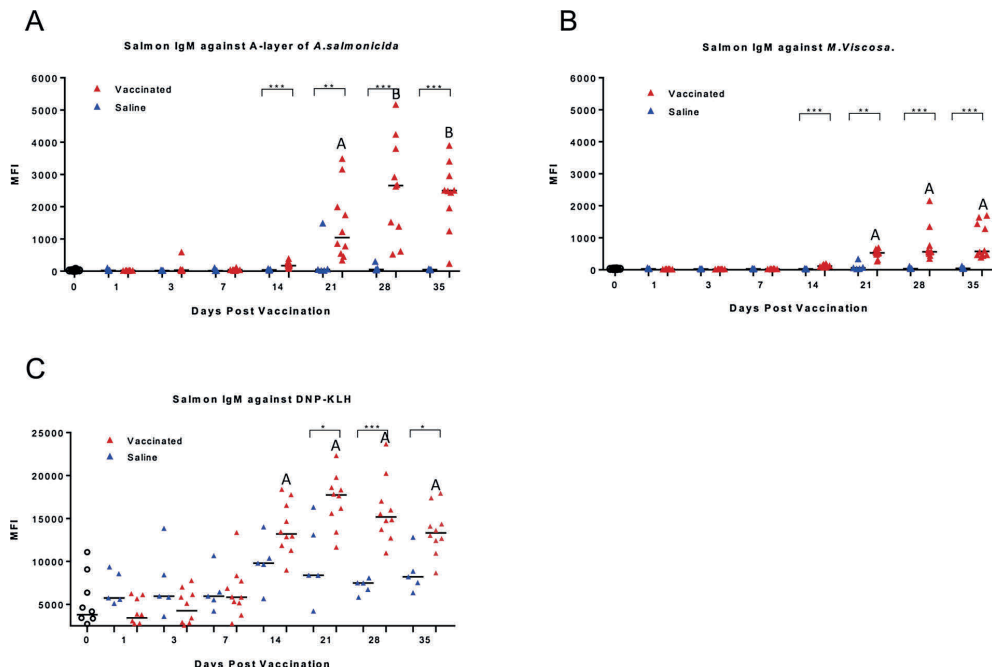 A
Salmon IgM against A-layer of A.salmonicida
6000
5000
4000
3000
2000
1000
0
MFI
Vaccinated
Saline
***
**
***
***
A
B
B
0 1 3 7 14 21 28 35
Days Post Vaccination
B
Salmon IgM against M.Viscosa.
6000
5000
4000
3000
2000
1000
0
MFI
Vaccinated
Saline
***
**
***
***
A
A
A
0 1 3 7 14 21 28 35
Days Post Vaccination
C
Salmon IgM against DNP-KLH
25000
20000
15000
10000
5000
MFI
Vaccinated
Saline
*
***
*
A
A
A
A
0 1 3 7 14 21 28 35
Days Post Vaccination